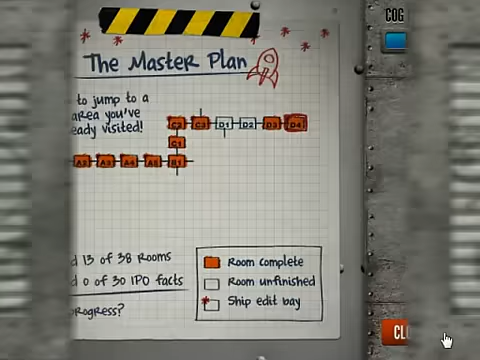 COG
The Master Plan
to jump to a
area you've
eady visited!
C2 C3 D1 D2 D3 D4
C1
A2 A3 A4 A5 B1
d 13 of 38 Rooms
d 0 of 30 IPO facts
progress?
Room complete
Room unfinished
Ship edit bay
CL